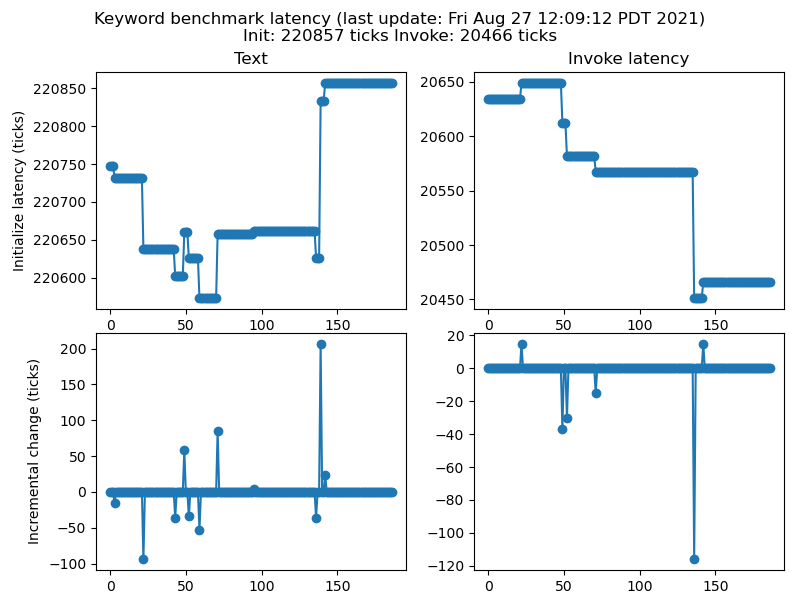 Keyword benchmark latency (last update: Fri Aug 27 12:09:12 PDT 2021)
Init: 220857 ticks Invoke: 20466 ticks
Text
Invoke latency
Initialize latency (ticks)
220850
220800
220750
220700
220650
220600
0 50 100 150
20650
20600
20550
20500
20450
0 50 100 150
Incremental change (ticks)
200
150
100
50
0
−50
−100
0 50 100 150
20
0
−20
−40
−60
−80
−100
−120
0 50 100 150